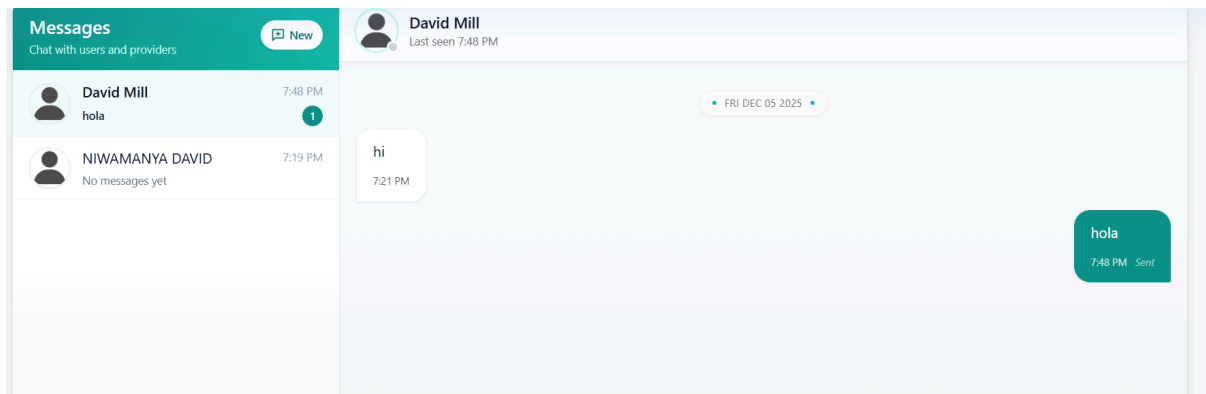 Messages
Chat with users and providers
New
David Mill
7:48 PM
hola
1
NIWAMANYA DAVID
7:19 PM
No messages yet
David Mill
Last seen 7:48 PM
• FRI DEC 05 2025 •
hi
7:21 PM
hola
7:48 PM Sent